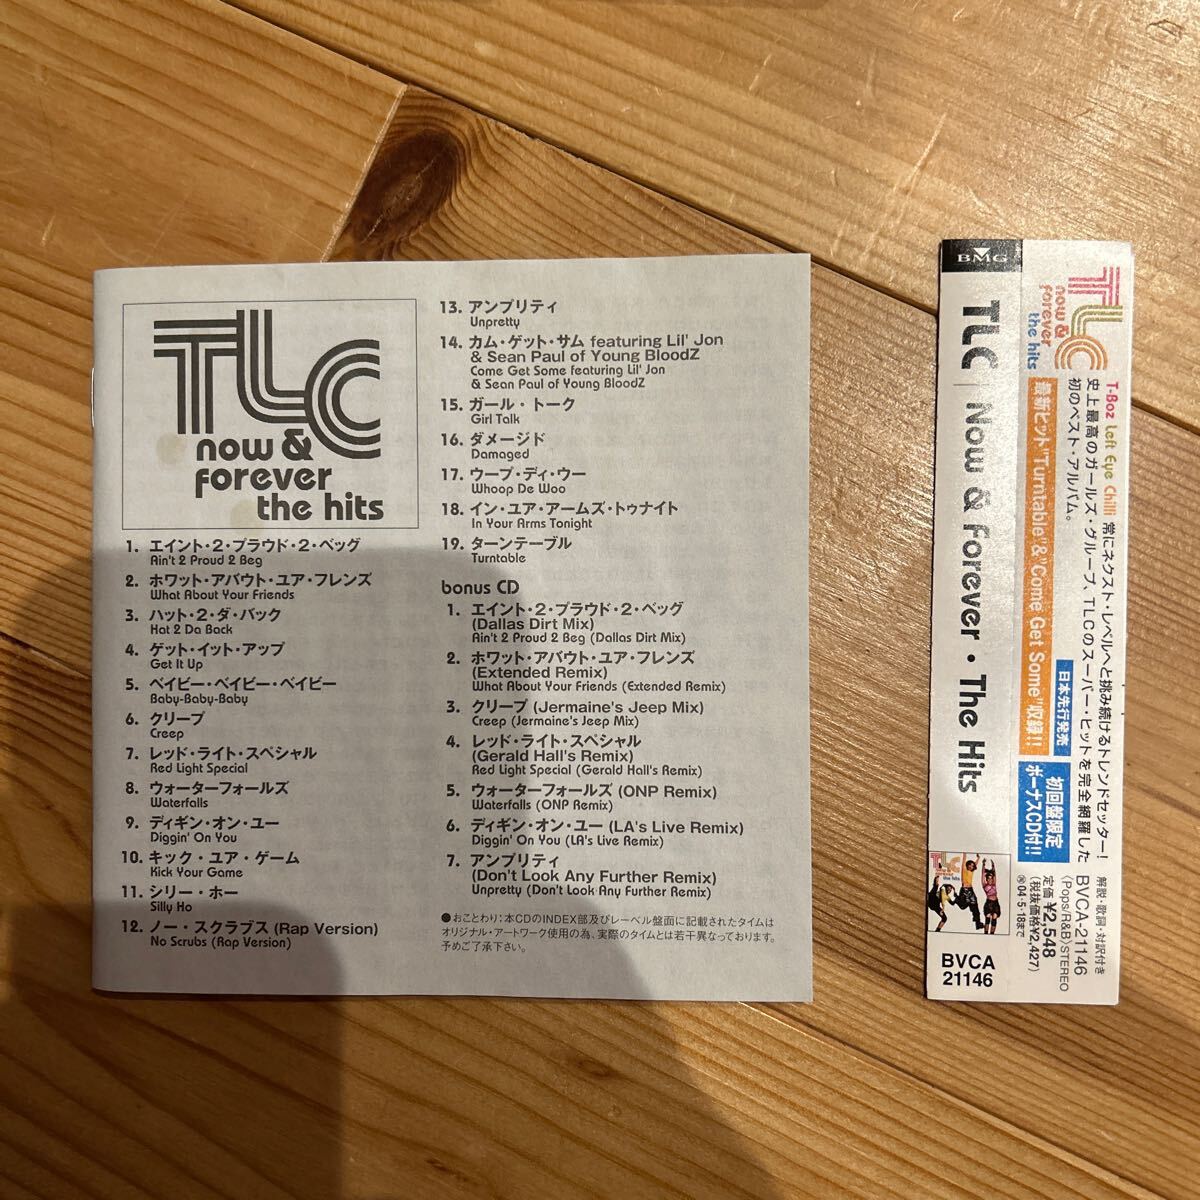 TLC
now &
forever
the hits
1. エイント・2・プラウド・2・ベッグ
Ain't 2 Proud 2 Beg
2. ホワット・アバウト・ユア・フレンズ
What About Your Friends
3. ハット・2・ダ・バック
Hat 2 Da Back
4. ゲット・イット・アップ
Get It Up
5. ベイビー・ベイビー・ベイビー
Baby-Baby-Baby
6. クリープ
Creep
7. レッド・ライト・スペシャル
Red Light Special
8. ウォーターフォールズ
Waterfalls
9. ディギン・オン・ユー
Diggin' On You
10. キック・ユア・ゲーム
Kick Your Game
11. シリー・ホー
Silly Ho
12. ノー・スクラブス (Rap Version)
No Scrubs (Rap Version)
13. アンプリティ
Unpretty
14. カム・ゲット・サム featuring Lil' Jon
& Sean Paul of Young BloodZ
Come Get Some featuring Lil' Jon
& Sean Paul of Young BloodZ
15. ガール・トーク
Girl Talk
16. ダメージド
Damaged
17. ウープ・ディ・ウー
Whoop De Woo
18. イン・ユア・アームズ・トゥナイト
In Your Arms Tonight
19. ターンテーブル
Turntable
bonus CD
1. エイント・2・プラウド・2・ベッグ
(Dallas Dirt Mix)
Ain't 2 Proud 2 Beg (Dallas Dirt Mix)
2. ホワット・アバウト・ユア・フレンズ
(Extended Remix)
What About Your Friends (Extended Remix)
3. クリープ (Jermaine's Jeep Mix)
Creep (Jermaine's Jeep Mix)
4. レッド・ライト・スペシャル
(Gerald Hall's Remix)
Red Light Special (Gerald Hall's Remix)
5. ウォーターフォールズ (ONP Remix)
Waterfalls (ONP Remix)
6. ディギン・オン・ユー (LA's Live Remix)
Diggin' On You (LA's Live Remix)
7. アンプリティ
(Don't Look Any Further Remix)
Unpretty (Don't Look Any Further Remix)
●おことわり：本CDのINDEX部及びレーベル盤面に記載されたタイムは
オリジナル・アートワーク使用の為、実際のタイムとは若干異なっております。
予めご了承下さい。
BMG
TLC | Now & Forever・The Hits
BVCA
21146
TLC
now &
forever
the hits
T-Boz Left Eye Chilli 常にネクスト・レベルへと挑み続けるトレンドセッター!
史上最高のガールズ・グループ、TLCのスーパー・ヒットを完全網羅した
初のベスト・アルバム。
日本先行発売
最新ヒット"Turntable"&"Come Get Some"収録!!
初回盤限定
ボーナスCD付!!
解説・歌詞・対訳付き
BVCA-21146
〈Pops/R&B〉STEREO
定価 ¥2,548
(税抜価格¥2,427)
04・5・18まで